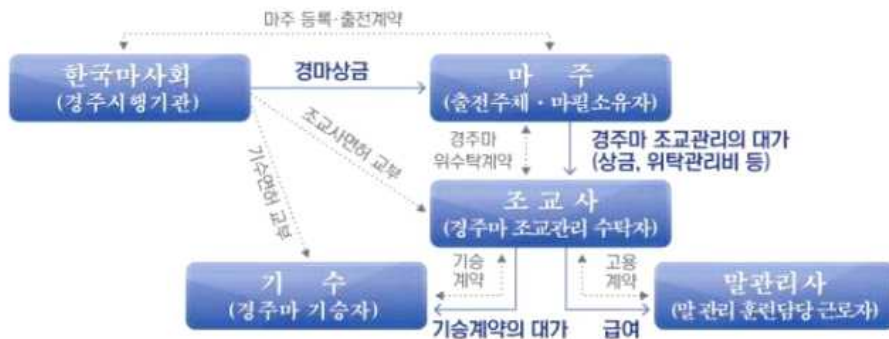 마주 등록·출전계약
한국마사회
(경주시행기관)
경마상금
마 주
(출전주체·마필소유자)
조교사면허 교부
기수면허 교부
경주마
위수탁계약
경주마 조교관리의 대가
(상금, 위탁관리비 등)
조 교 사
(경주마 조교관리 수탁자)
기승
계약
고용
계약
기 수
(경주마 기승자)
기승계약의 대가
급여
말관리사
(말 관리 훈련담당 근로자)